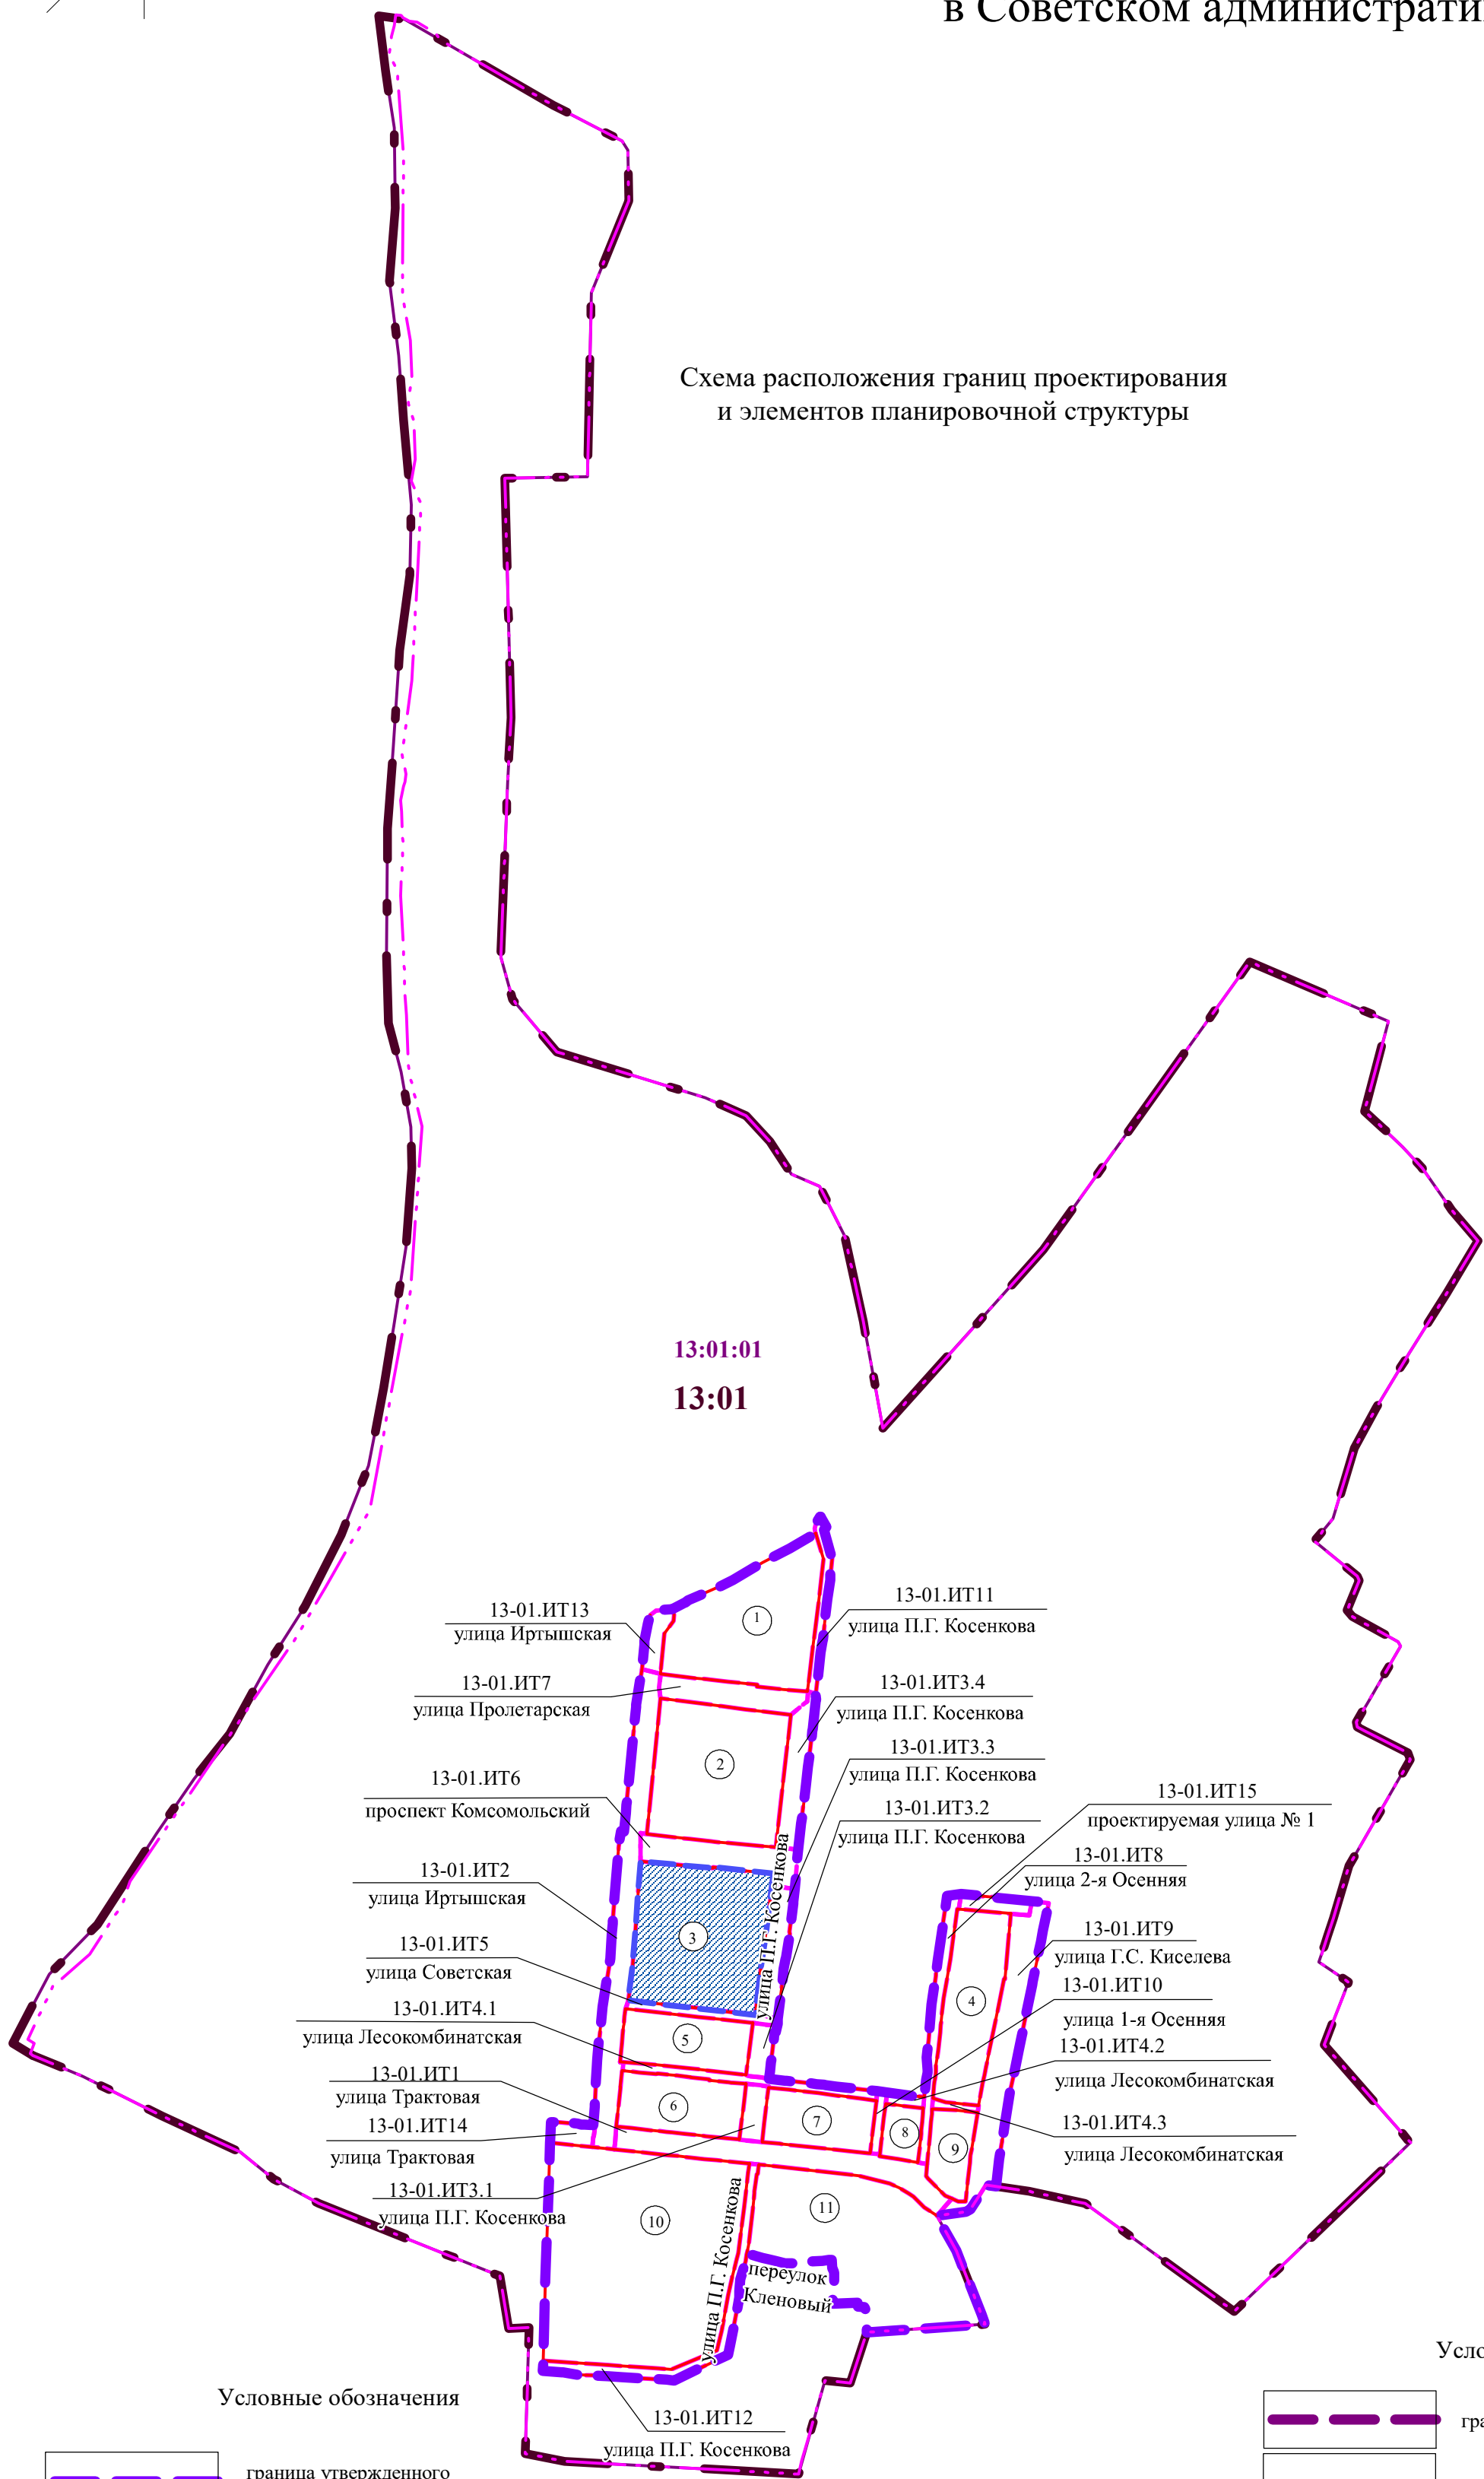 в Советском администрати
Схема расположения границ проектирования
и элементов планировочной структуры
13:01:01
13:01
13-01.ИТ13
улица Иртышская
1
13-01.ИТ11
улица П.Г. Косенкова
13-01.ИТ7
улица Пролетарская
13-01.ИТ3.4
улица П.Г. Косенкова
2
13-01.ИТ3.3
улица П.Г. Косенкова
13-01.ИТ6
проспект Комсомольский
13-01.ИТ3.2
улица П.Г. Косенкова
13-01.ИТ15
проектируемая улица № 1
13-01.ИТ2
улица Иртышская
13-01.ИТ8
улица 2-я Осенняя
улица П.Г. Косенкова
3
13-01.ИТ5
улица Советская
13-01.ИТ9
улица Г.С. Киселева
13-01.ИТ10
улица 1-я Осенняя
4
13-01.ИТ4.1
улица Лесокомбинатская
5
13-01.ИТ4.2
улица Лесокомбинатская
13-01.ИТ1
улица Трактовая
6
7
8
9
13-01.ИТ4.3
улица Лесокомбинатская
13-01.ИТ14
улица Трактовая
13-01.ИТ3.1
улица П.Г. Косенкова
10
11
улица П.Г. Косенкова
переулок
Кленовый
13-01.ИТ12
улица П.Г. Косенкова
Условные обозначения
Усло
гра
граница утвержденного